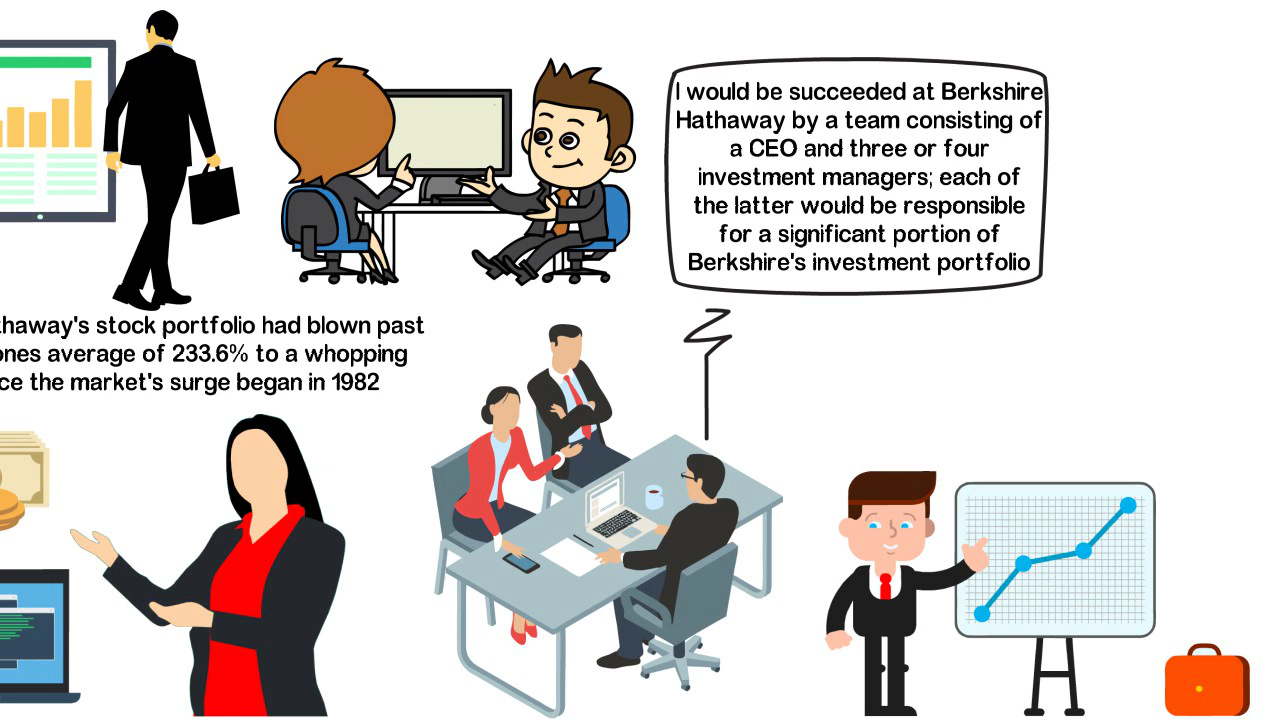 I would be succeeded at Berkshire
Hathaway by a team consisting of
a CEO and three or four
investment managers; each of
the latter would be responsible
for a significant portion of
Berkshire's investment portfolio
haway's stock portfolio had blown past
ones average of 233.6% to a whopping
ce the market's surge began in 1982